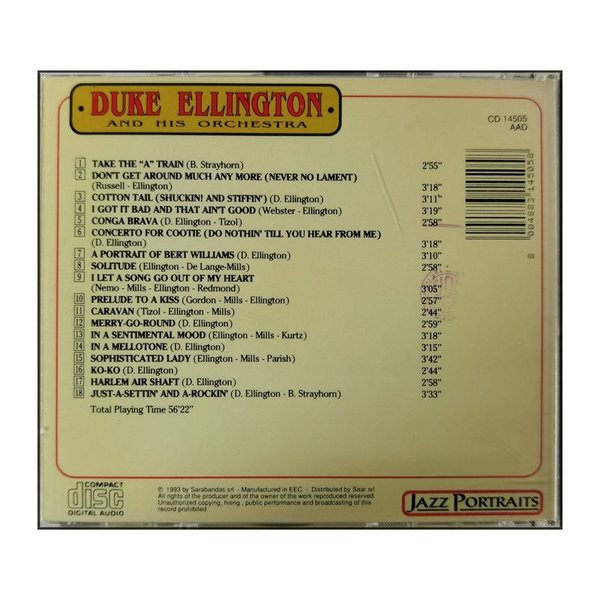 · DUKE ELLINGTON ·
AND HIS ORCHESTRA
CD 14505
AAD
1 TAKE THE "A" TRAIN (B. Strayhorn) 2'55"
2 DON'T GET AROUND MUCH ANY MORE (NEVER NO LAMENT)
(Russell - Ellington) 3'18"
3 COTTON TAIL (SHUCKIN! AND STIFFIN') (D. Ellington) 3'11"
4 I GOT IT BAD AND THAT AIN'T GOOD (Webster - Ellington) 3'19"
5 CONGA BRAVA (D. Ellington - Tizol) 2'58"
6 CONCERTO FOR COOTIE (DO NOTHIN' TILL YOU HEAR FROM ME)
(D. Ellington) 3'18"
7 A PORTRAIT OF BERT WILLIAMS (D. Ellington) 3'10"
8 SOLITUDE (Ellington - De Lange-Mills) 2'58"
9 I LET A SONG GO OUT OF MY HEART
(Nemo - Mills - Ellington - Redmond) 3'05"
10 PRELUDE TO A KISS (Gordon - Mills - Ellington) 2'57"
11 CARAVAN (Tizol - Ellington - Mills) 2'44"
12 MERRY-GO-ROUND (D. Ellington) 2'59"
13 IN A SENTIMENTAL MOOD (Ellington - Mills - Kurtz) 3'18"
14 IN A MELLOTONE (D. Ellington) 3'15"
15 SOPHISTICATED LADY (Ellington - Mills - Parish) 3'42"
16 KO-KO (D. Ellington) 2'44"
17 HARLEM AIR SHAFT (D. Ellington) 2'58"
18 JUST-A-SETTIN' AND A-ROCKIN' (D. Ellington - B. Strayhorn) 3'33"
Total Playing Time 56'22"
8 004883 145058
COMPACT
disc
DIGITAL AUDIO
℗ 1993 by Sarabandas srl - Manufactured in EEC - Distributed by Saar srl
All rights of the producer and of the owner of the work reproduced reserved.
Unauthorized copying, hiring, public performance and broadcasting of this
record prohibited.
JAZZ PORTRAITS